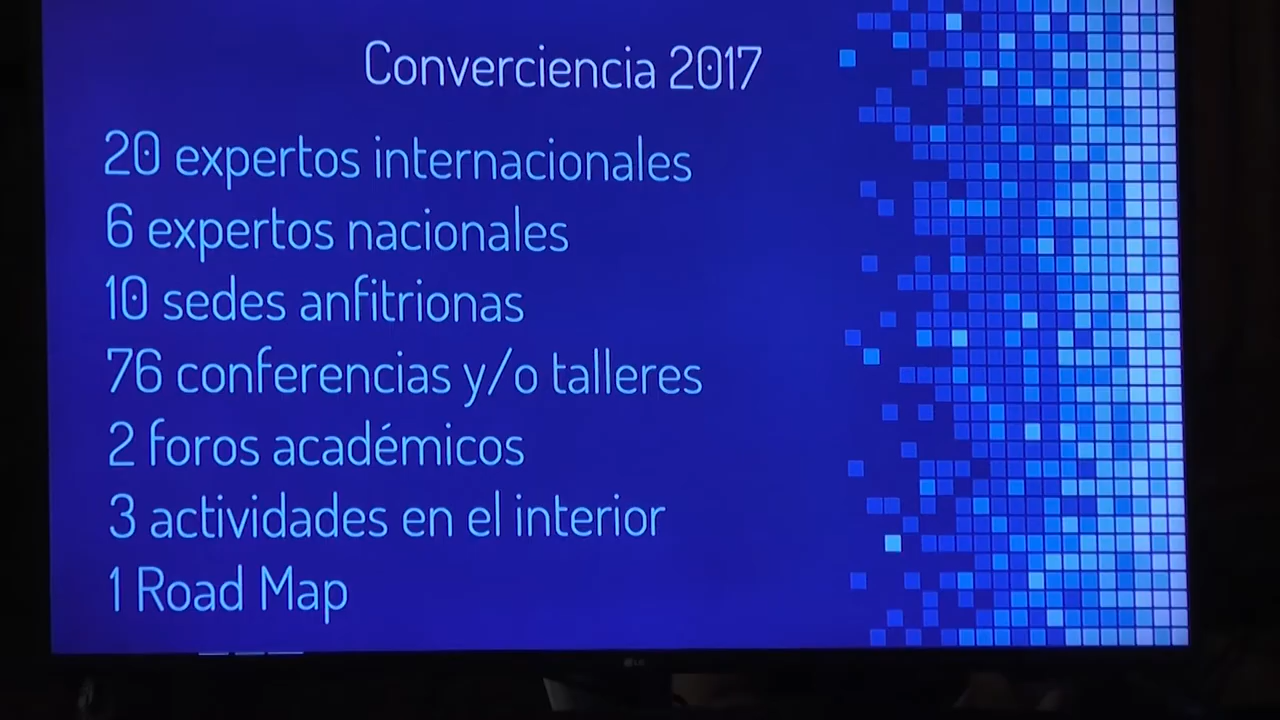 Converciencia 2017
20 expertos internacionales
6 expertos nacionales
10 sedes anfitrionas
76 conferencias y/o talleres
2 foros académicos
3 actividades en el interior
1 Road Map
LG